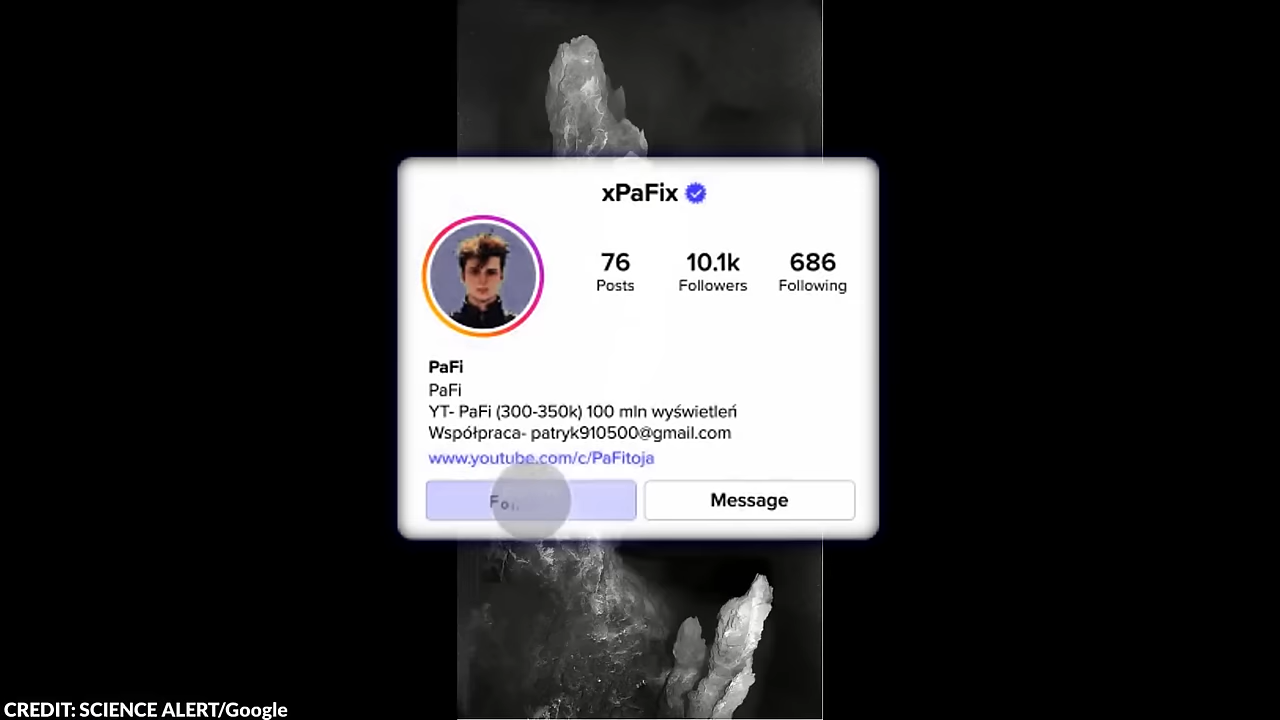 xPaFix
76 10.1k 686
Posts Followers Following
PaFi
PaFi
YT- PaFi (300-350k) 100 mln wyświetleń
Współpraca- patryk910500@gmail.com
www.youtube.com/c/PaFitoja
Message
CREDIT: SCIENCE ALERT/Google